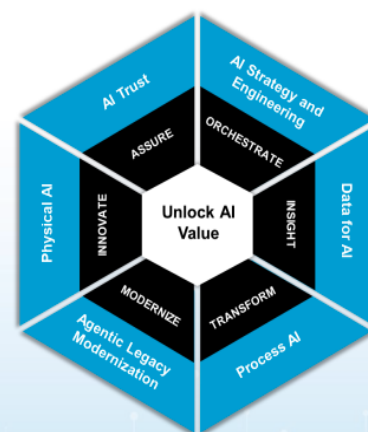 AI Trust
AI Strategy and
Engineering
ASSURE
ORCHESTRATE
Physical AI
INNOVATE
Unlock AI
Value
INSIGHT
Data for AI
MODERNIZE
TRANSFORM
Agentic Legacy
Modernization
Process AI